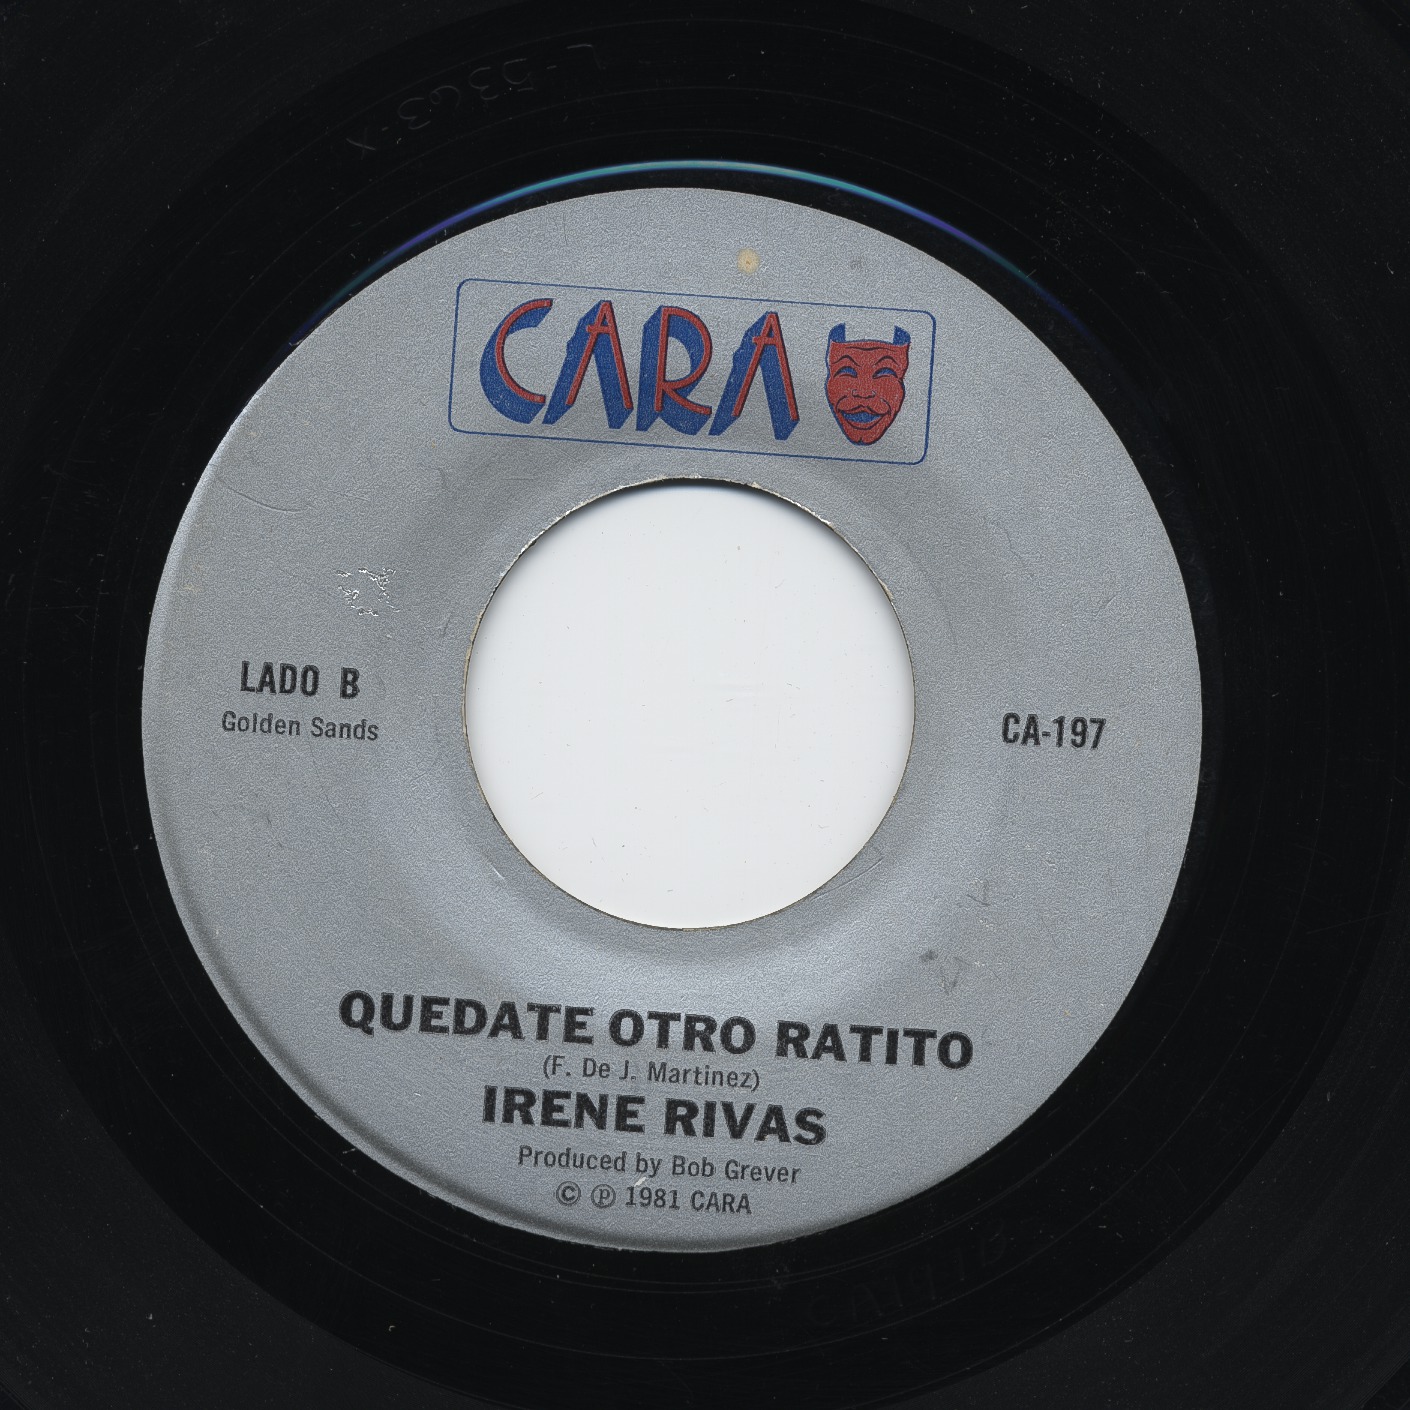 L-5363-X
CARA
LADO B
Golden Sands
CA-197
QUEDATE OTRO RATITO
(F. De J. Martinez)
IRENE RIVAS
Produced by Bob Grever
© ℗ 1981 CARA